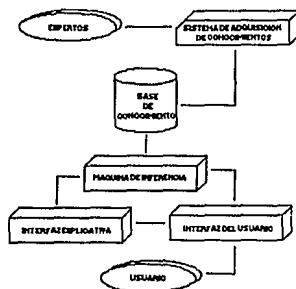 EXPERTOS
SISTEMA DE ADQUISICION
DE CONOCIMIENTOS
BASE
DE
CONOCIMIENTO
MAQUINA DE INFERENCIA
INTERFAZ EXPLICATIVA
INTERFAZ DEL USUARIO
USUARIO